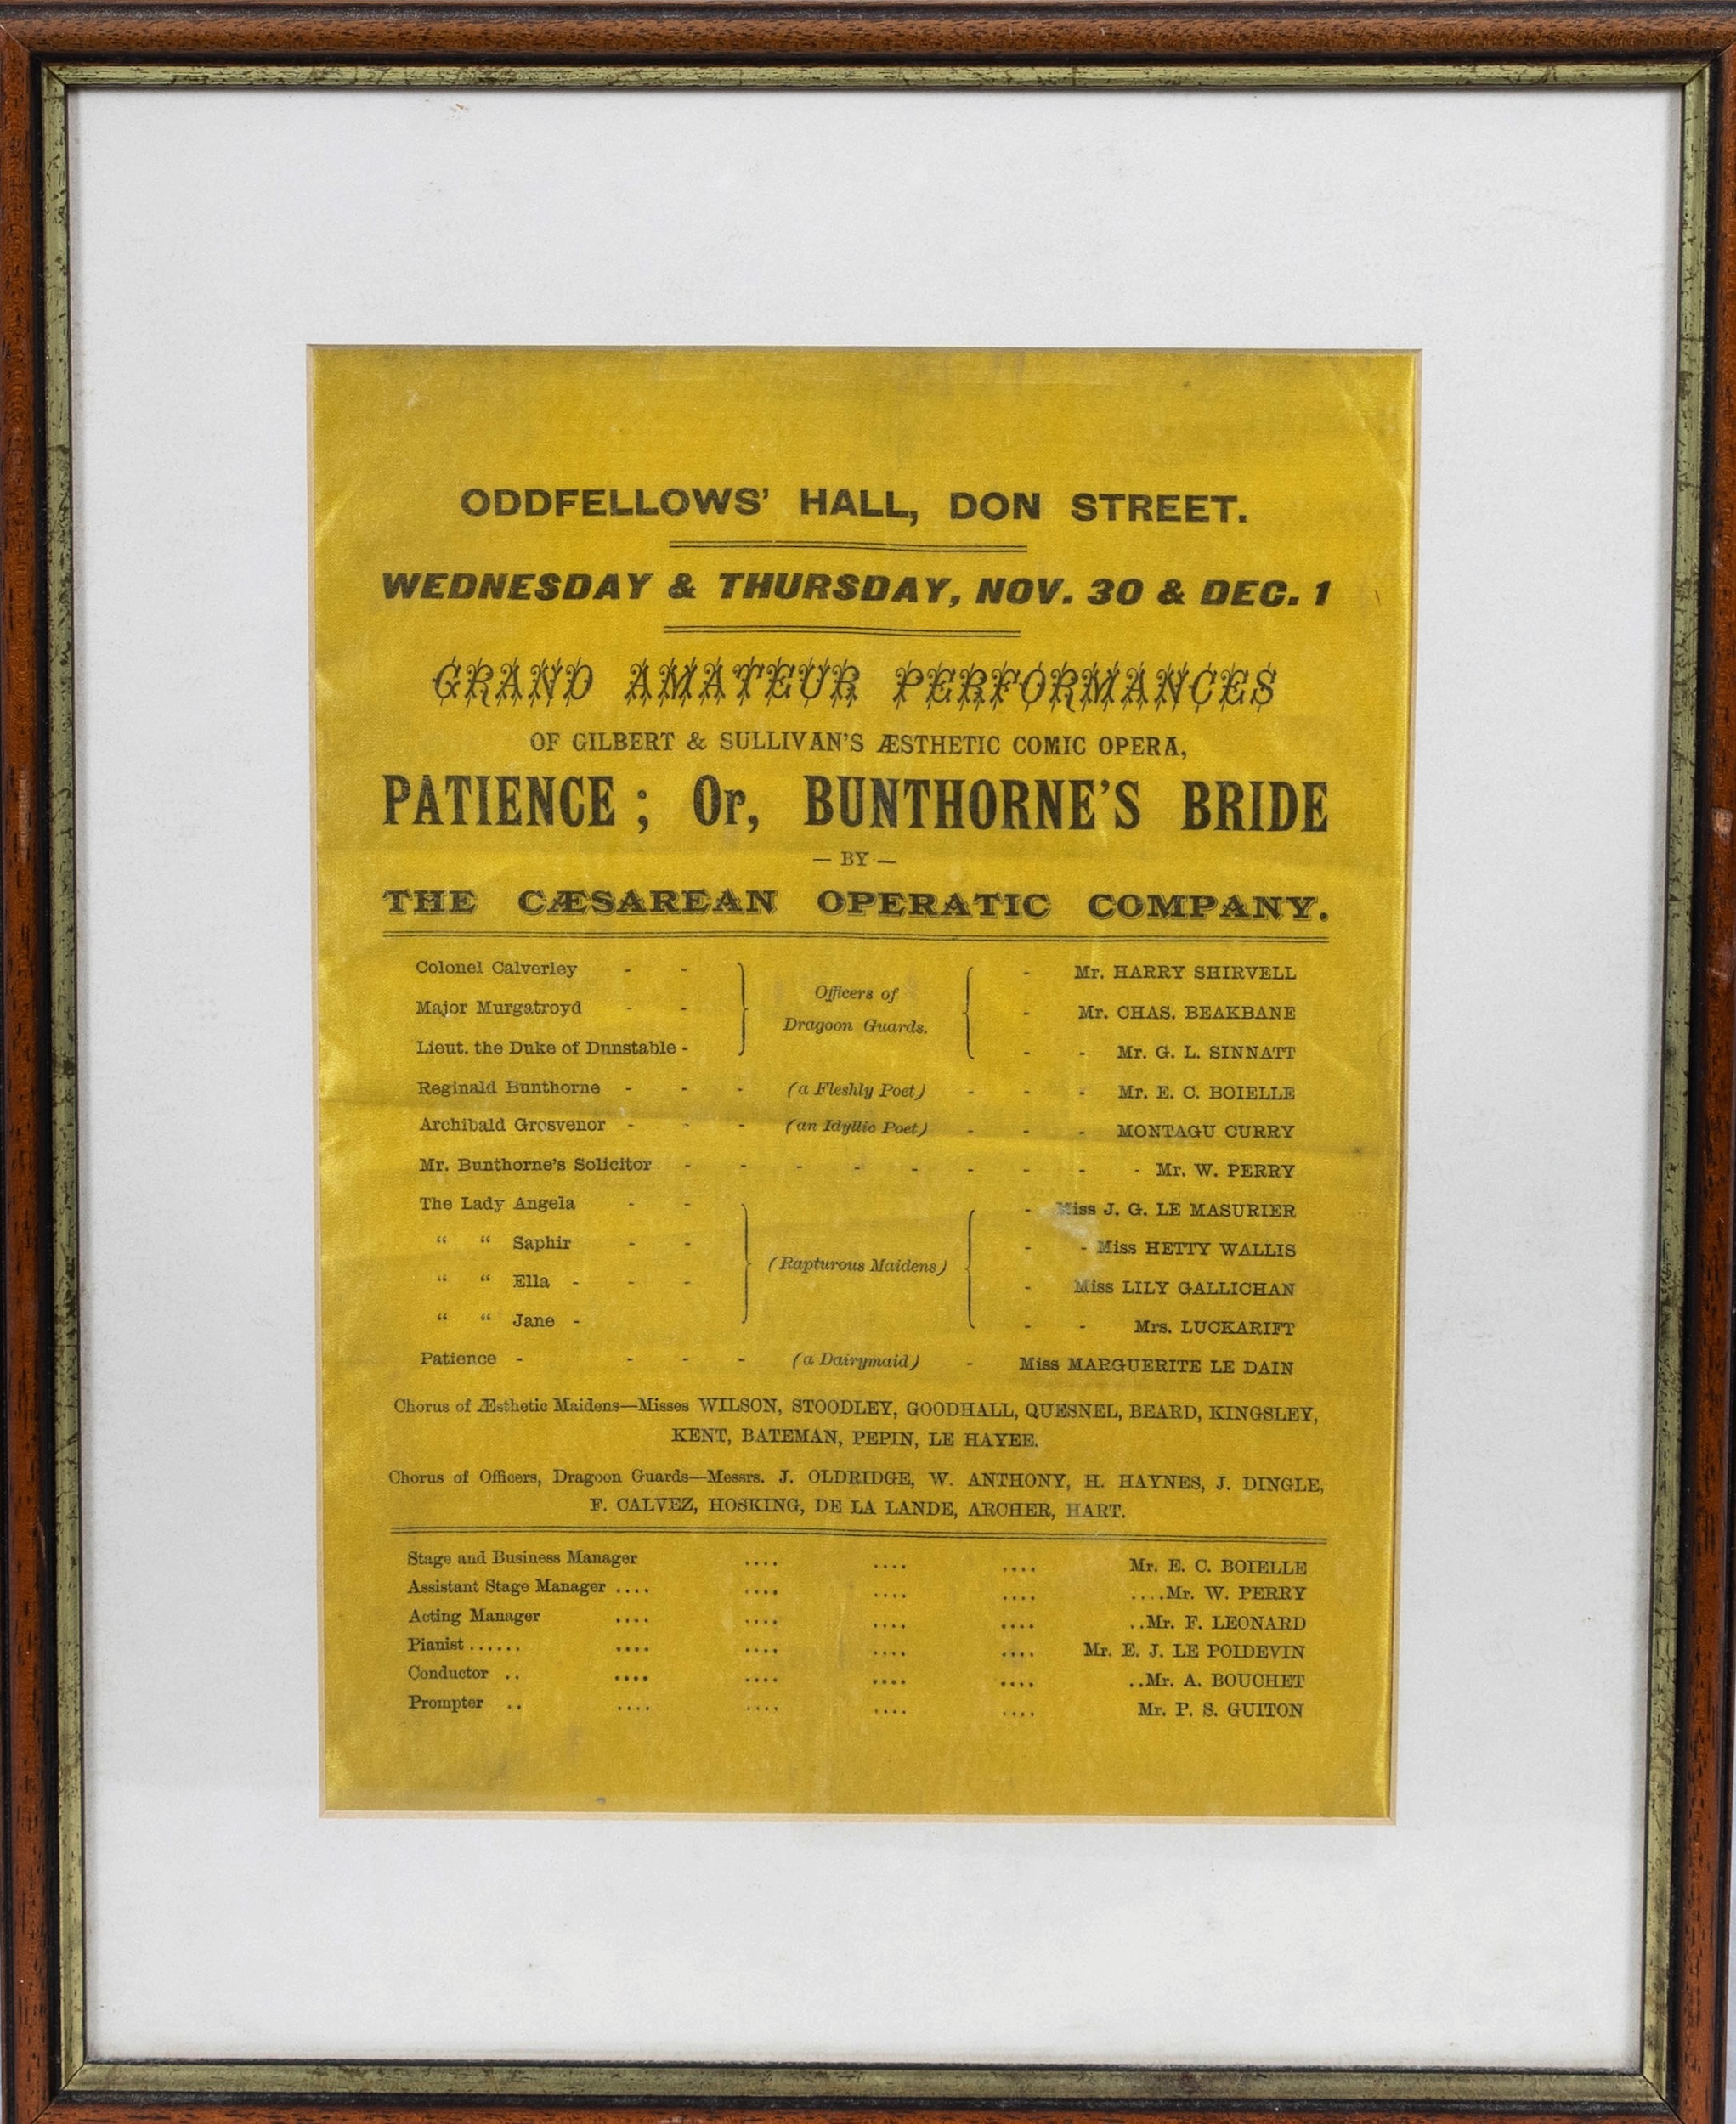 ODDFELLOWS' HALL, DON STREET.
WEDNESDAY & THURSDAY, NOV. 30 & DEC. 1
GRAND AMATEUR PERFORMANCES
OF GILBERT & SULLIVAN'S ÆSTHETIC COMIC OPERA,
PATIENCE ; Or, BUNTHORNE'S BRIDE
— BY —
THE CÆSAREAN OPERATIC COMPANY.
Colonel Calverley - - } Officers of Dragoon Guards. { - Mr. HARRY SHIRVELL
Major Murgatroyd - - - Mr. CHAS. BEAKBANE
Lieut. the Duke of Dunstable - - - Mr. G. L. SINNATT
Reginald Bunthorne - - - (a Fleshly Poet) - - - Mr. E. C. BOIELLE
Archibald Grosvenor - - - (an Idyllic Poet) - - - MONTAGU CURRY
Mr. Bunthorne's Solicitor - - - - - - - - - Mr. W. PERRY
The Lady Angela - - } (Rapturous Maidens) { - Miss J. G. LE MASURIER
“ “ Saphir - - - - Miss HETTY WALLIS
“ “ Ella - - - - Miss LILY GALLICHAN
“ “ Jane - - - Mrs. LUCKARIFT
Patience - - - - (a Dairymaid) - Miss MARGUERITE LE DAIN
Chorus of Æsthetic Maidens—Misses WILSON, STOODLEY, GOODHALL, QUESNEL, BEARD, KINGSLEY,
KENT, BATEMAN, PEPIN, LE HAYEE.
Chorus of Officers, Dragoon Guards—Messrs. J. OLDRIDGE, W. ANTHONY, H. HAYNES, J. DINGLE,
F. CALVEZ, HOSKING, DE LA LANDE, ARCHER, HART.
Stage and Business Manager .... .... .... Mr. E. C. BOIELLE
Assistant Stage Manager .... .... .... .... ....Mr. W. PERRY
Acting Manager .... .... .... .... ..Mr. F. LEONARD
Pianist ...... .... .... .... .... Mr. E. J. LE POIDEVIN
Conductor .. .... .... .... .... ..Mr. A. BOUCHET
Prompter .. .... .... .... .... Mr. P. S. GUITON